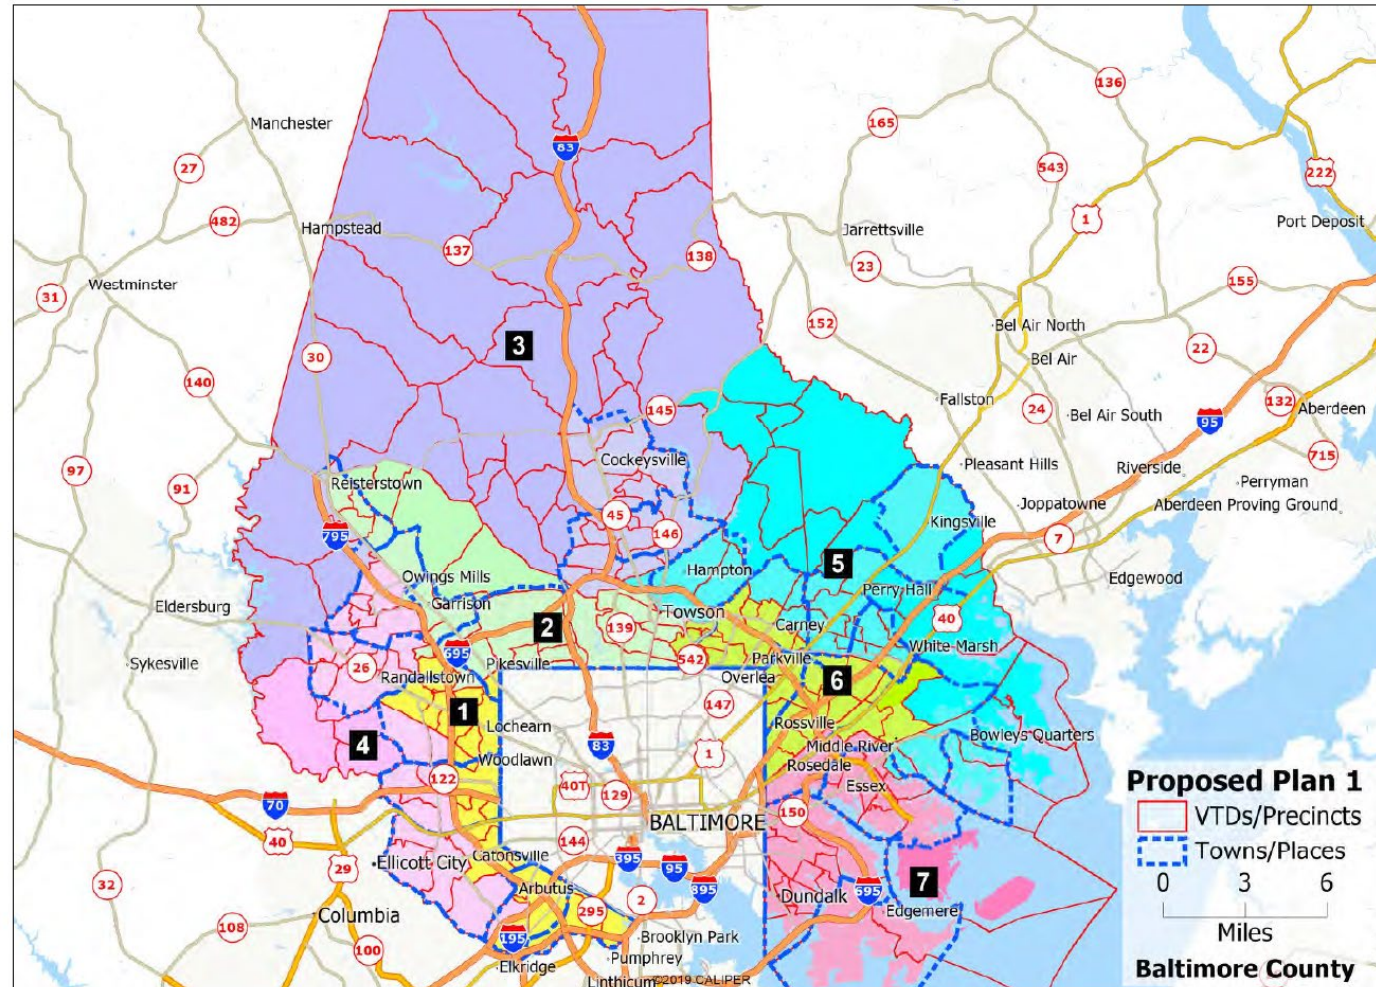 136
165
Manchester
83
27
543
222
482
Hampstead
1
Port Deposit
Jarrettsville
137
138
23
155
Westminster
31
152
Bel Air North
3
22
30
Bel Air
140
Fallston
132
Aberdeen
145
24
Bel Air South
95
715
Cockeysville
97
Pleasant Hills
Riverside
Perryman
Reisterstown
91
Joppatowne
Aberdeen Proving Ground
45
Kingsville
795
146
7
5
Hampton
Edgewood
Owings Mills
Perry Hall
Garrison
Eldersburg
Towson
40
2
139
Carney
White Marsh
695
542
Parkville
Sykesville
26
Pikesville
Randallstown
Overlea
6
147
1
Lochearn
Rossville
Bowleys Quarters
4
83
1
Middle River
Woodlawn
Rosedale
122
Essex
Proposed Plan 1
40T
129
70
150
VTDs/Precincts
BALTIMORE
40
144
Towns/Places
Catonsville
395
Ellicott City
95
29
0 3 6
32
895
7
Arbutus
Dundalk
695
2
295
Edgemere
Columbia
Miles
108
195
Brooklyn Park
100
Pumphrey
Elkridge
Baltimore County
Linthicum
©2019 CALIPER